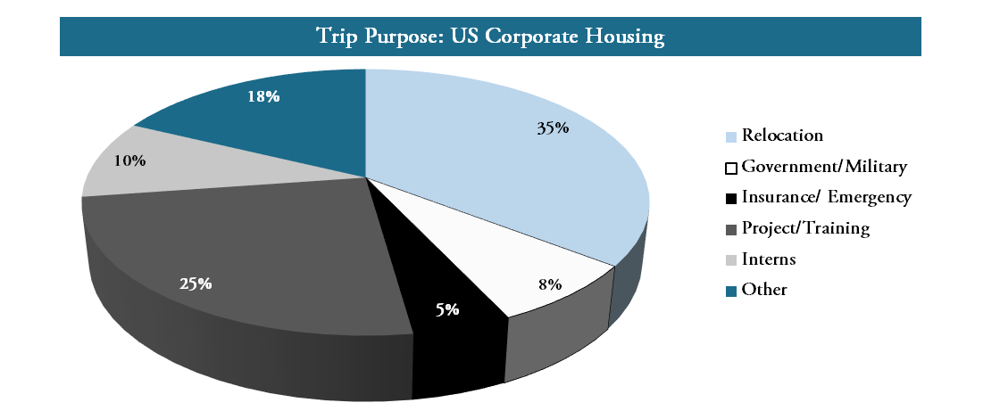 Trip Purpose: US Corporate Housing
18%
35%
10%
25%
5%
8%
Relocation
Government/Military
Insurance/ Emergency
Project/Training
Interns
Other